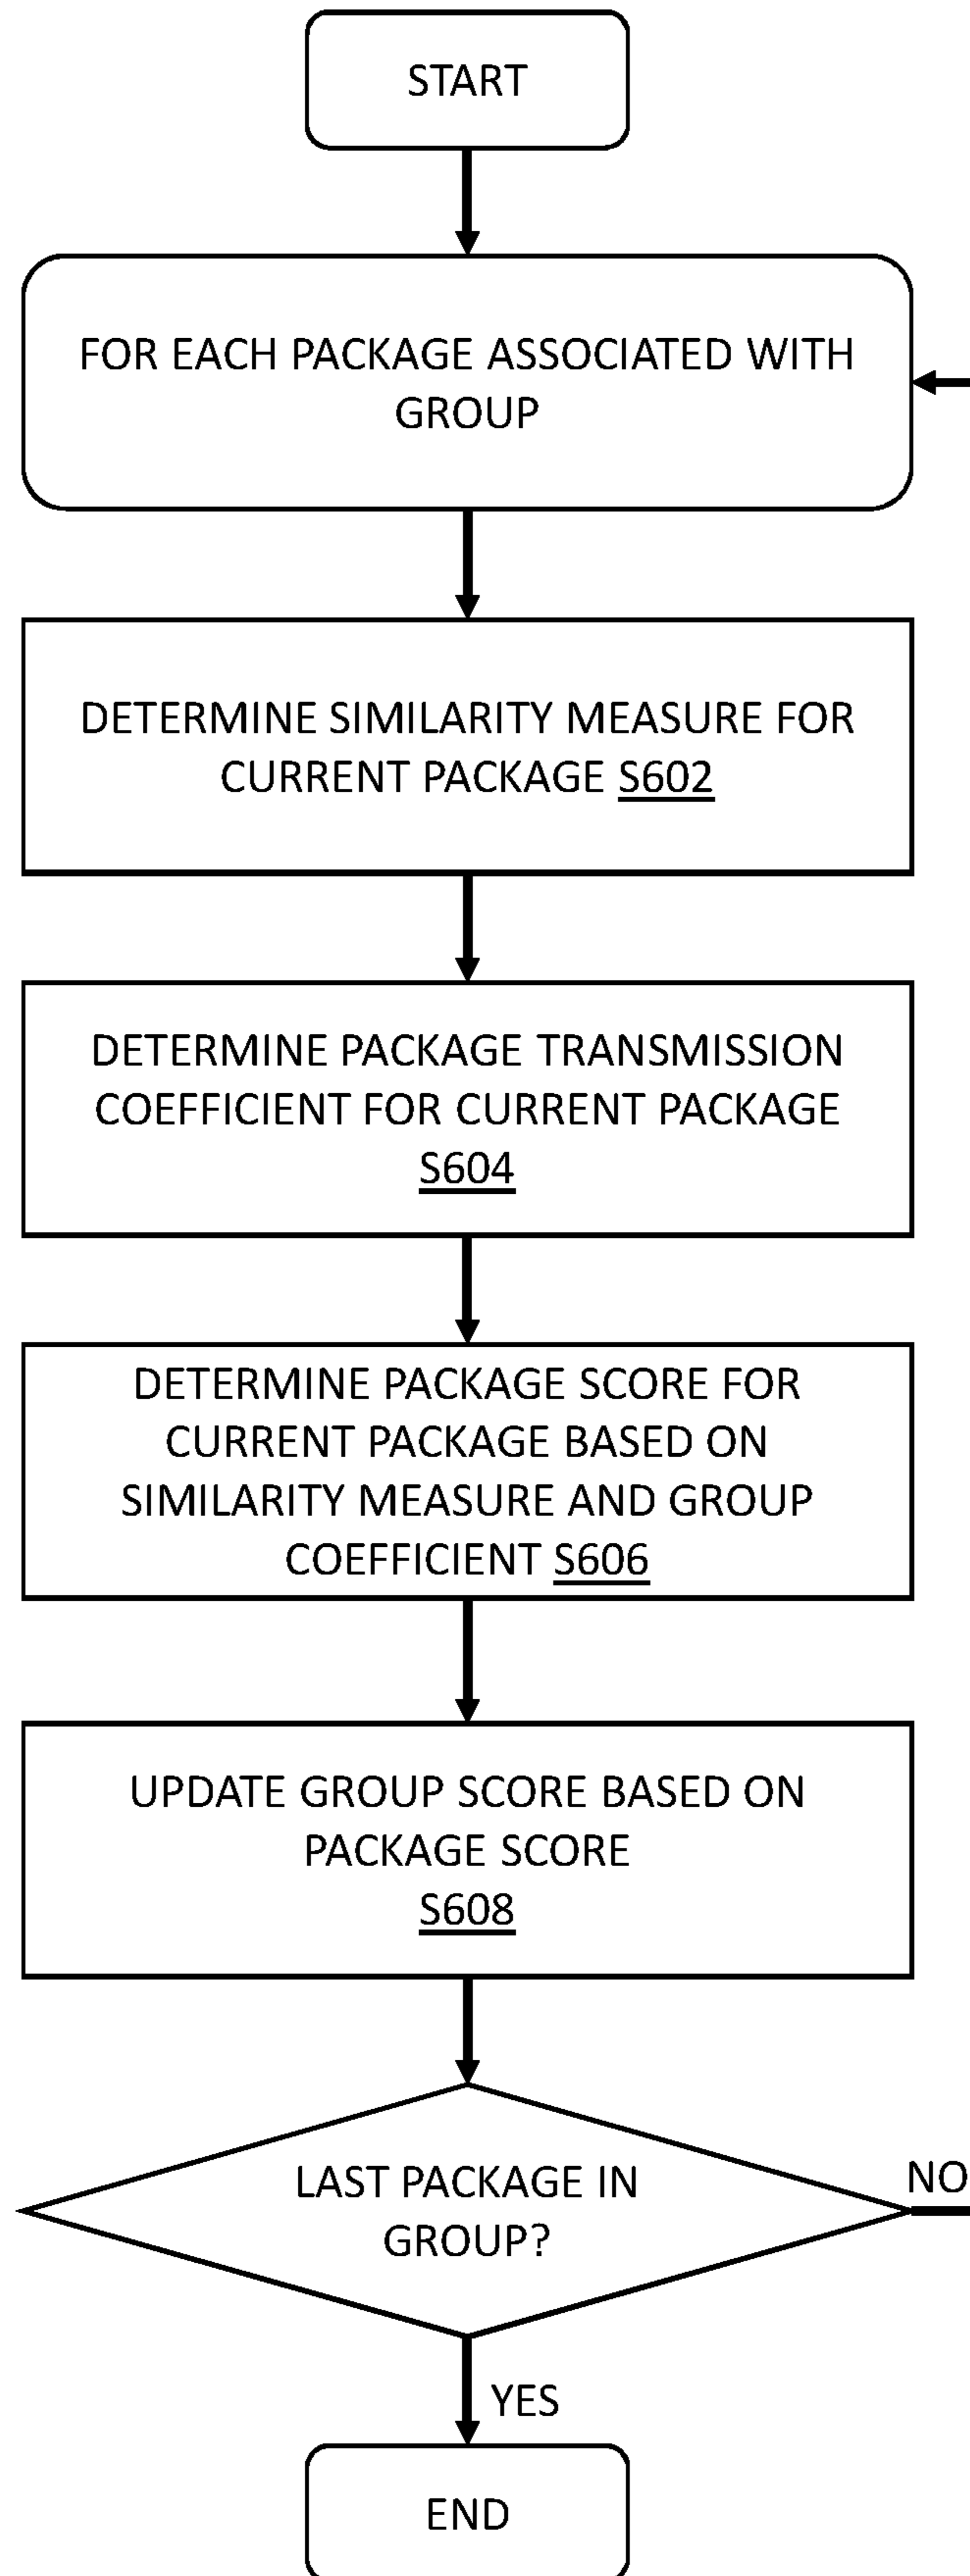 START
FOR EACH PACKAGE ASSOCIATED WITH
GROUP
DETERMINE SIMILARITY MEASURE FOR
CURRENT PACKAGE S602
DETERMINE PACKAGE TRANSMISSION
COEFFICIENT FOR CURRENT PACKAGE
S604
DETERMINE PACKAGE SCORE FOR
CURRENT PACKAGE BASED ON
SIMILARITY MEASURE AND GROUP
COEFFICIENT S606
UPDATE GROUP SCORE BASED ON
PACKAGE SCORE
S608
LAST PACKAGE IN
GROUP?
NO
YES
END